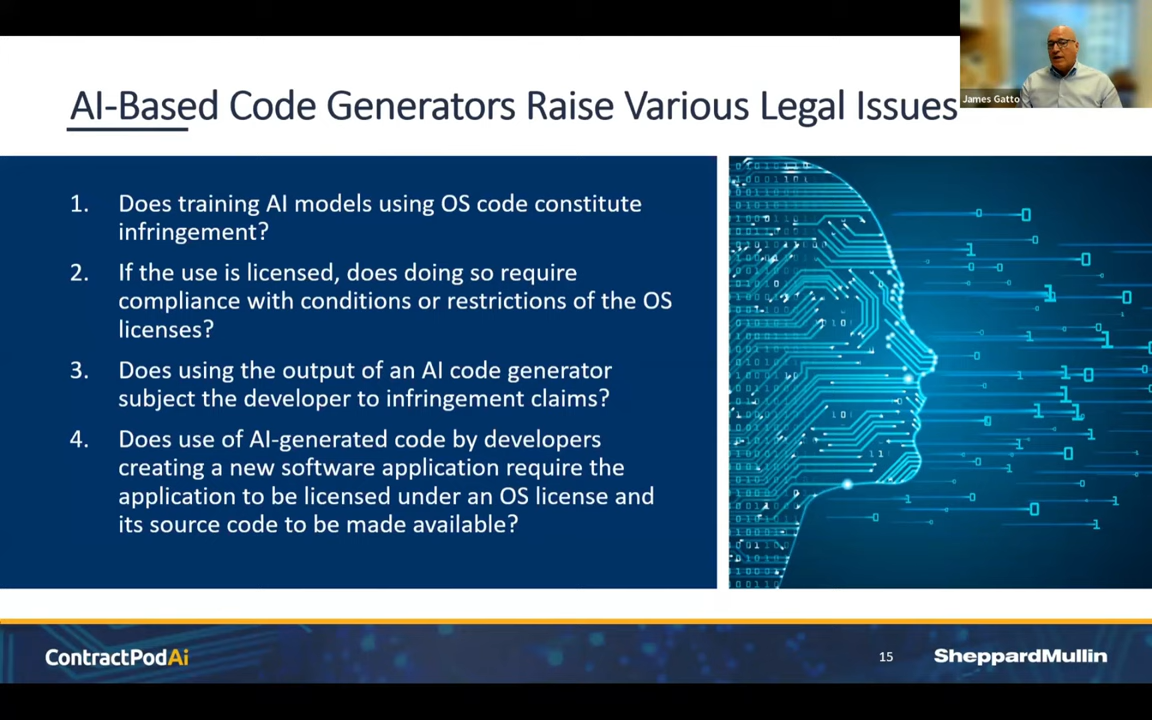 AI-Based Code Generators Raise Various Legal Issues
James Gatto
1. Does training AI models using OS code constitute
infringement?
2. If the use is licensed, does doing so require
compliance with conditions or restrictions of the OS
licenses?
3. Does using the output of an AI code generator
subject the developer to infringement claims?
4. Does use of AI-generated code by developers
creating a new software application require the
application to be licensed under an OS license and
its source code to be made available?
ContractPodAi
15
SheppardMullin